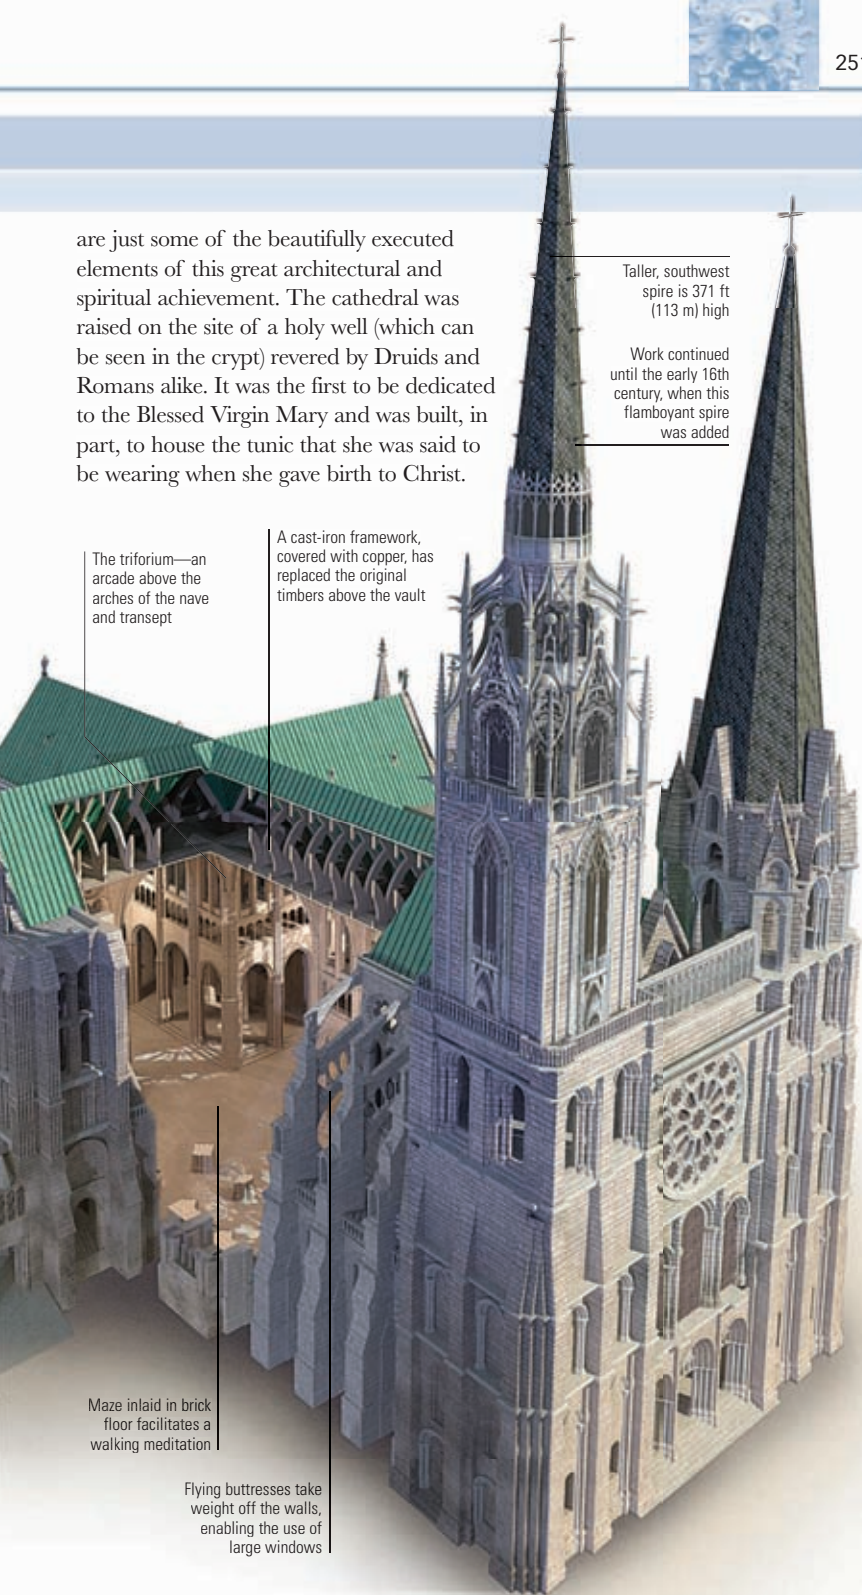 251
are just some of the beautifully executed
elements of this great architectural and
spiritual achievement. The cathedral was
raised on the site of a holy well (which can
be seen in the crypt) revered by Druids and
Romans alike. It was the first to be dedicated
to the Blessed Virgin Mary and was built, in
part, to house the tunic that she was said to
be wearing when she gave birth to Christ.
Taller, southwest
spire is 371 ft
(113 m) high
Work continued
until the early 16th
century, when this
flamboyant spire
was added
The triforium—an
arcade above the
arches of the nave
and transept
A cast-iron framework,
covered with copper, has
replaced the original
timbers above the vault
Maze inlaid in brick
floor facilitates a
walking meditation
Flying buttresses take
weight off the walls,
enabling the use of
large windows